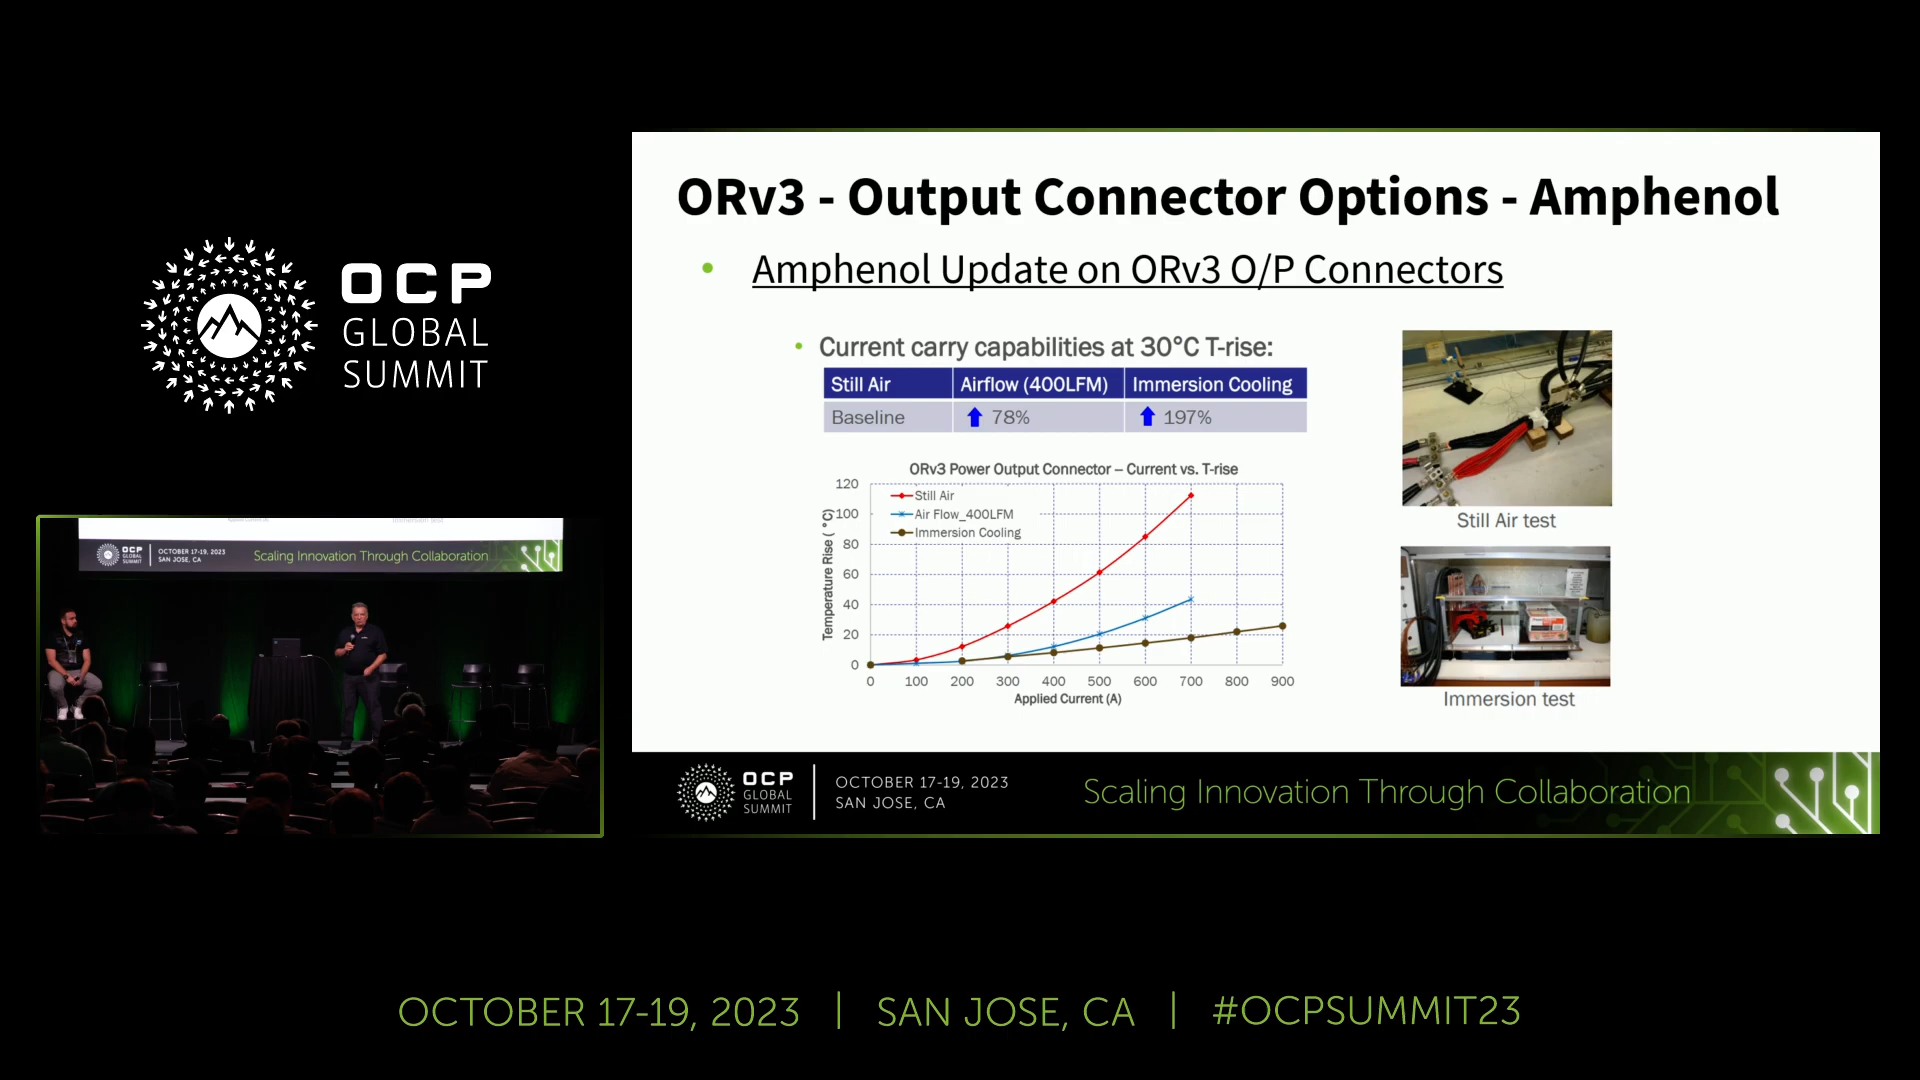 OCP
GLOBAL
SUMMIT
OCP
GLOBAL
SUMMIT
OCTOBER 17-19, 2023
SAN JOSE, CA
Scaling Innovation Through Collaboration
ORv3 - Output Connector Options - Amphenol
• Amphenol Update on ORv3 O/P Connectors
• Current carry capabilities at 30°C T-rise:
Still Air Airflow (400LFM) Immersion Cooling
Baseline 78% 197%
ORv3 Power Output Connector – Current vs. T-rise
Still Air
Air Flow_400LFM
Immersion Cooling
Temperature Rise ( °C)
120
100
80
60
40
20
0
0 100 200 300 400 500 600 700 800 900
Applied Current (A)
Still Air test
Immersion test
OCP
GLOBAL
SUMMIT
OCTOBER 17-19, 2023
SAN JOSE, CA
Scaling Innovation Through Collaboration
OCTOBER 17-19, 2023 | SAN JOSE, CA | #OCPSUMMIT23